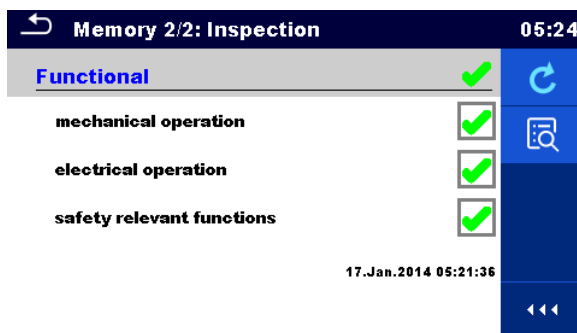 Memory 2/2: Inspection 05:24
Functional
mechanical operation
electrical operation
safety relevant functions
17.Jan.2014 05:21:36